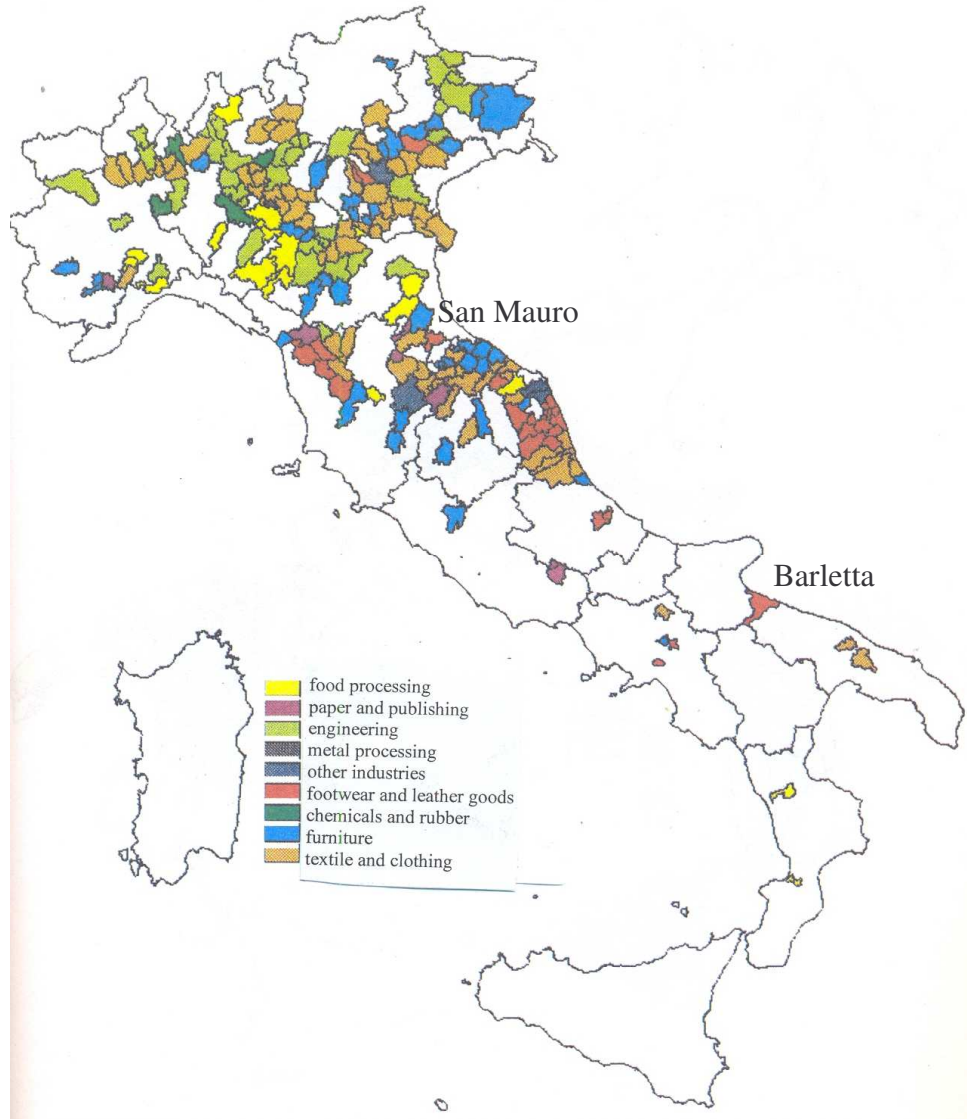 San Mauro
Barletta
food processing
paper and publishing
engineering
metal processing
other industries
footwear and leather goods
chemicals and rubber
furniture
textile and clothing